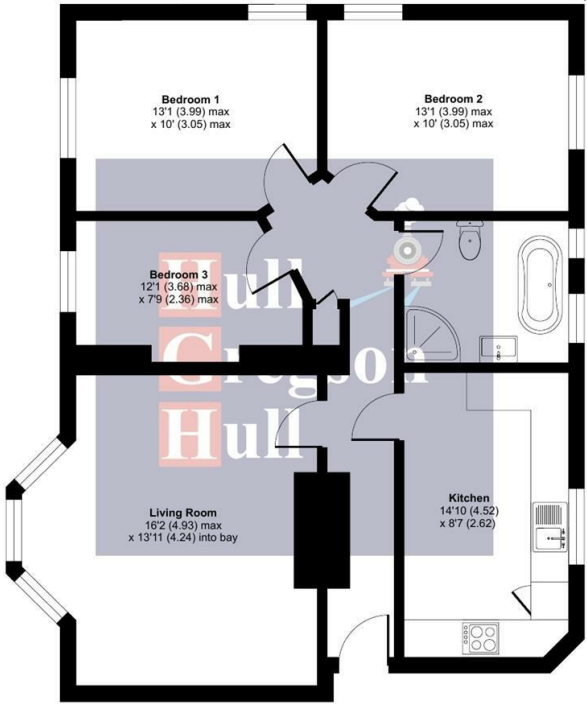 Bedroom 1
13'1 (3.99) max
x 10' (3.05) max
Bedroom 2
13'1 (3.99) max
x 10' (3.05) max
Bedroom 3
12'1 (3.68) max
x 7'9 (2.36) max
Hull
Gregson
Hull
Living Room
16'2 (4.93) max
x 13'11 (4.24) into bay
Kitchen
14'10 (4.52)
x 8'7 (2.62)